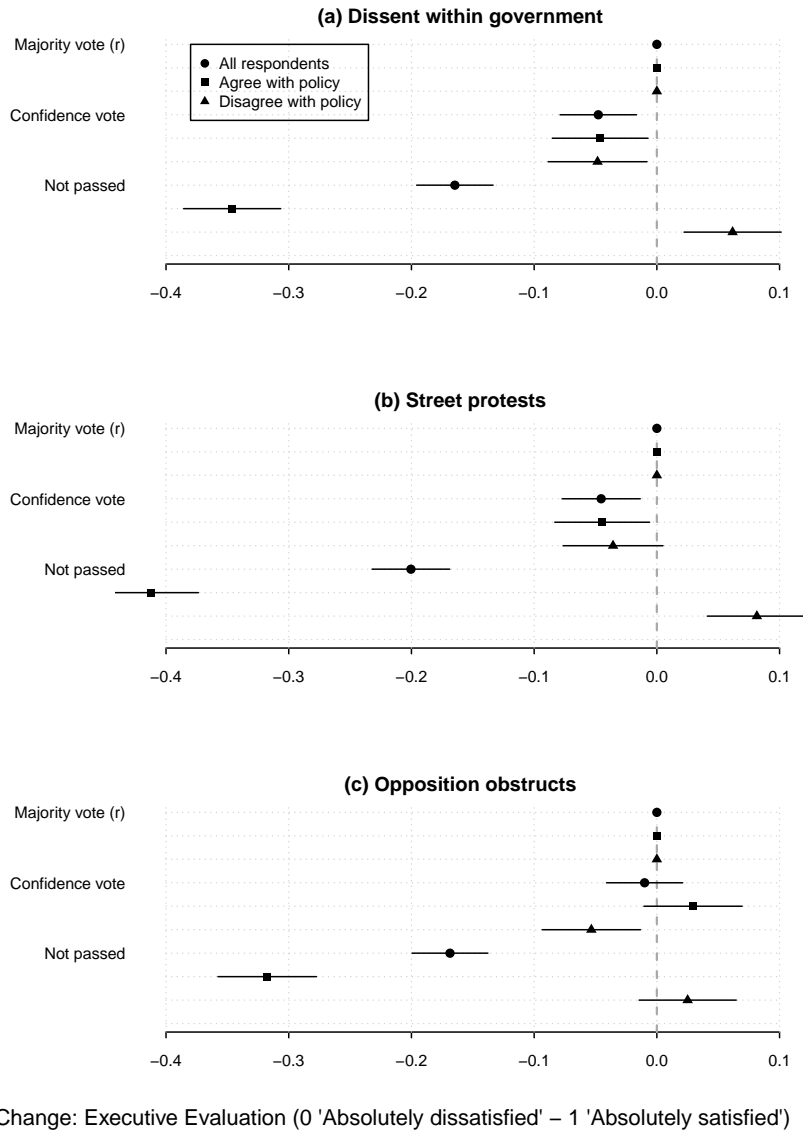 (a) Dissent within government
Majority vote (r)
● All respondents
■ Agree with policy
▲ Disagree with policy
Confidence vote
Not passed
−0.4 −0.3 −0.2 −0.1 0.0 0.1
(b) Street protests
Majority vote (r)
Confidence vote
Not passed
−0.4 −0.3 −0.2 −0.1 0.0 0.1
(c) Opposition obstructs
Majority vote (r)
Confidence vote
Not passed
−0.4 −0.3 −0.2 −0.1 0.0 0.1
Change: Executive Evaluation (0 'Absolutely dissatisfied' − 1 'Absolutely satisfied')